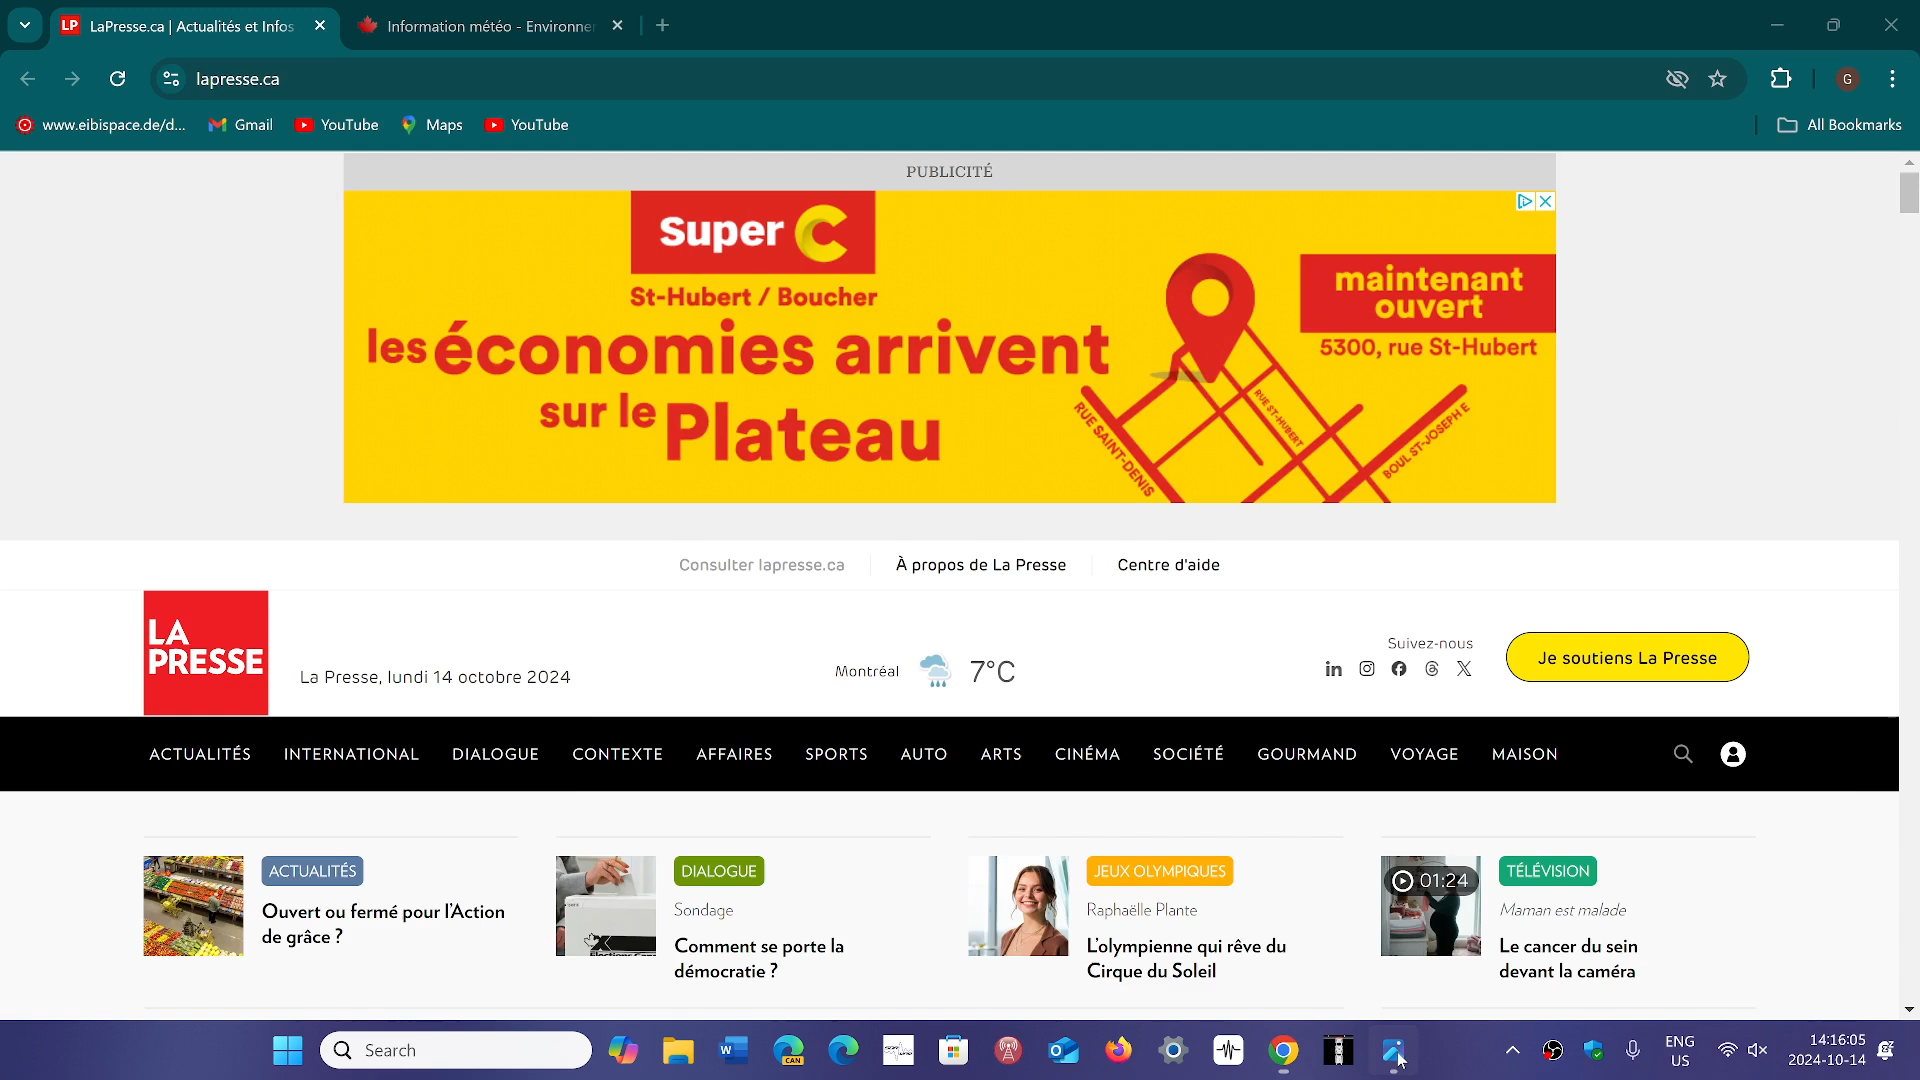 LaPresse.ca | Actualités et Infos
Information météo - Environne
lapresse.ca
G
www.eibispace.de/d...
Gmail
YouTube
Maps
YouTube
All Bookmarks
PUBLICITÉ
Super C
St-Hubert / Boucher
les économies arrivent
sur le Plateau
maintenant
ouvert
5300, rue St-Hubert
RUE SAINT-DENIS
RUE ST-HUBERT
BOUL ST-JOSEPH E
Consulter lapresse.ca
À propos de La Presse
Centre d'aide
LA
PRESSE
La Presse, lundi 14 octobre 2024
Montréal
7°C
Suivez-nous
Je soutiens La Presse
ACTUALITÉS INTERNATIONAL DIALOGUE CONTEXTE AFFAIRES SPORTS AUTO ARTS CINÉMA SOCIÉTÉ GOURMAND VOYAGE MAISON
ACTUALITÉS
Ouvert ou fermé pour l'Action
de grâce ?
DIALOGUE
Sondage
Comment se porte la
démocratie ?
JEUX OLYMPIQUES
Raphaëlle Plante
L'olympienne qui rêve du
Cirque du Soleil
01:24
TÉLÉVISION
Maman est malade
Le cancer du sein
devant la caméra
Search
CAN
ENG
US
14:16:05
2024-10-14